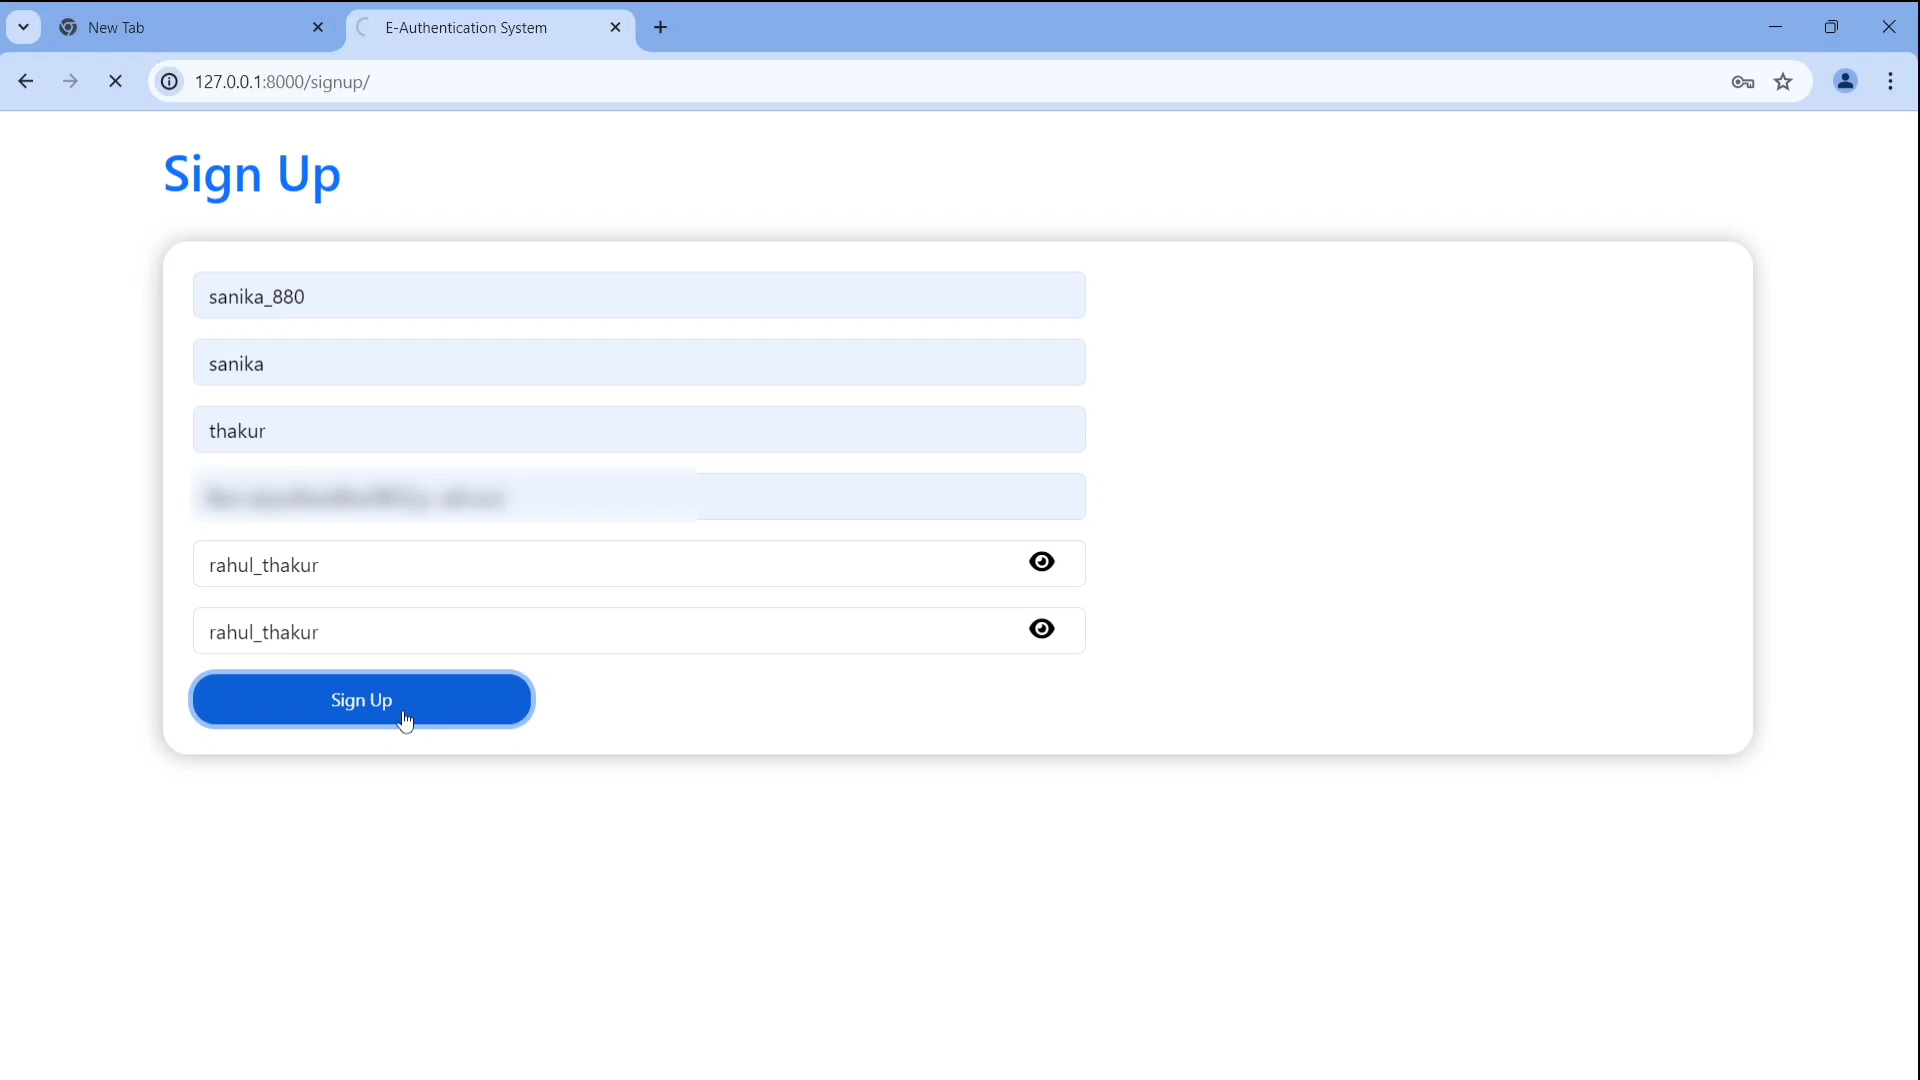 New Tab
E-Authentication System
127.0.0.1:8000/signup/
Sign Up
sanika_880
sanika
thakur
rahul_thakur
rahul_thakur
Sign Up